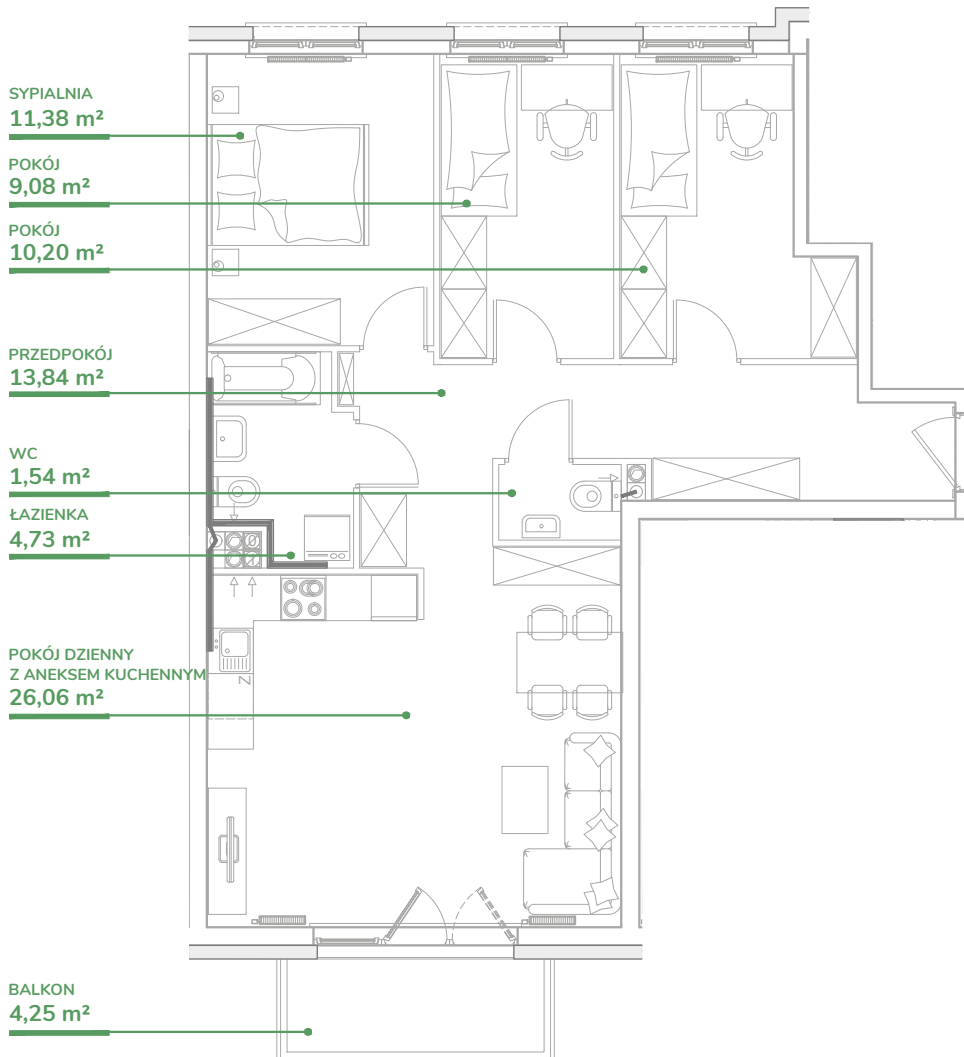 SYPIALNIA
11,38 m²
POKÓJ
9,08 m²
POKÓJ
10,20 m²
PRZEDPOKÓJ
13,84 m²
WC
1,54 m²
ŁAZIENKA
4,73 m²
POKÓJ DZIENNY
Z ANEKSEM KUCHENNYM
26,06 m²
Z
BALKON
4,25 m²